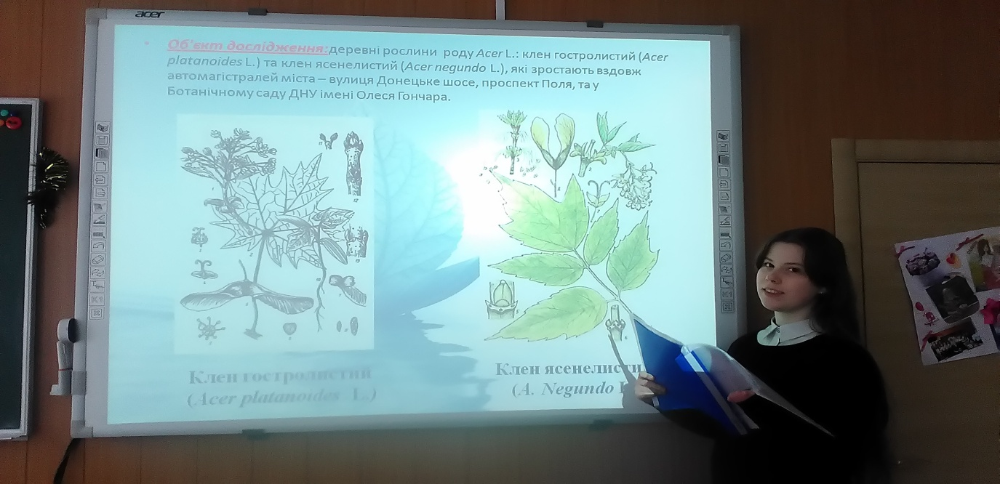 acer
• Об'єкт дослідження: деревні рослини роду Acer L.: клен гостролистий (Acer
platanoides L.) та клен ясенелистий (Acer negundo L.), які зростають вздовж
автомагістралей міста – вулиця Донецьке шосе, проспект Поля, та у
Ботанічному саду ДНУ імені Олеся Гончара.
Клен гостролистий
(Acer platanoides L.)
Клен ясенелисти
(A. Negundo